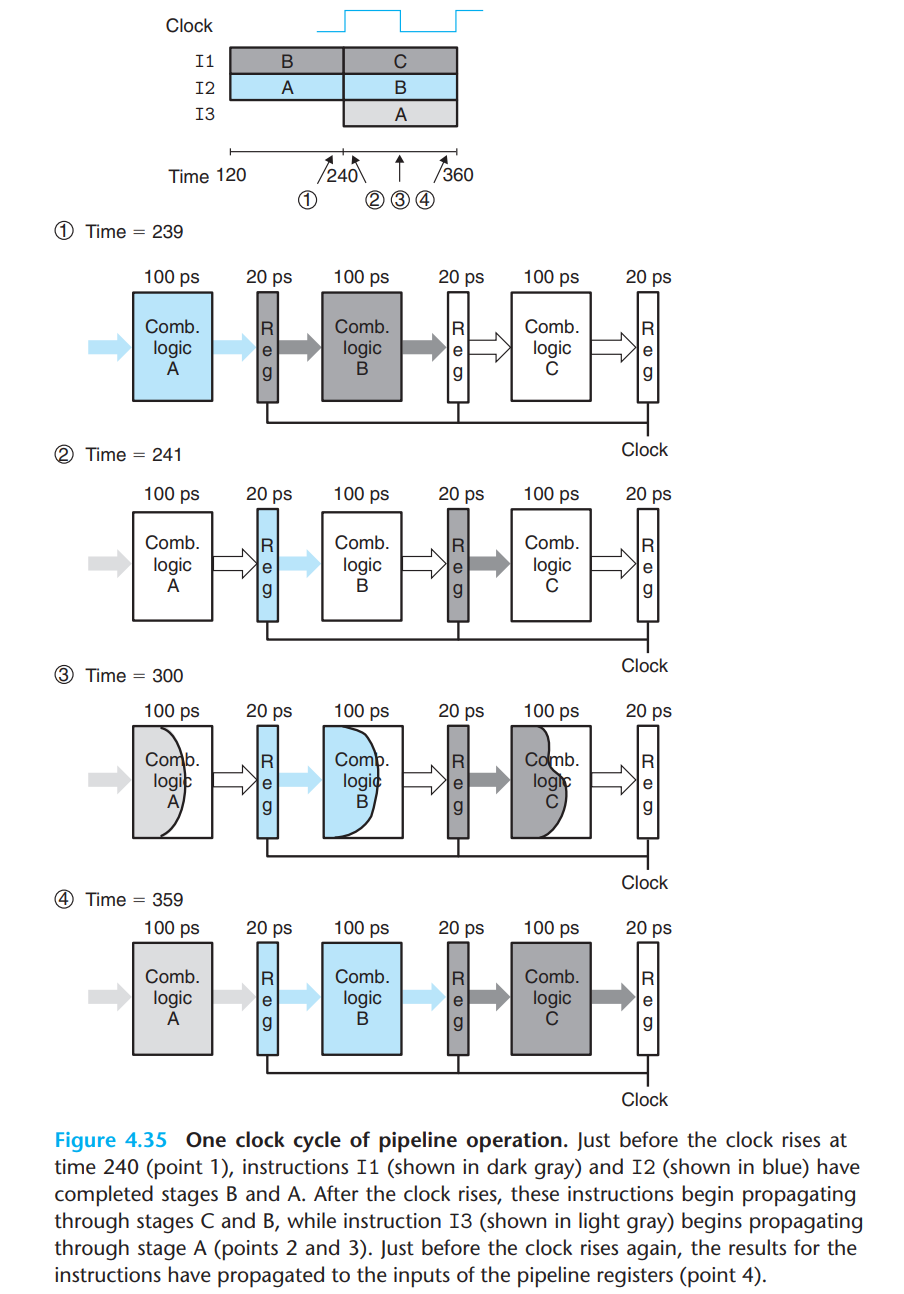 Clock
I1 B C
I2 A B
I3 A
Time 120 240 360
① ② ③ ④
① Time = 239
100 ps 20 ps 100 ps 20 ps 100 ps 20 ps
Comb. logic A
Reg
Comb. logic B
Reg
Comb. logic C
Reg
Clock
② Time = 241
100 ps 20 ps 100 ps 20 ps 100 ps 20 ps
Comb. logic A
Reg
Comb. logic B
Reg
Comb. logic C
Reg
Clock
③ Time = 300
100 ps 20 ps 100 ps 20 ps 100 ps 20 ps
Comb. logic A
Reg
Comb. logic B
Reg
Comb. logic C
Reg
Clock
④ Time = 359
100 ps 20 ps 100 ps 20 ps 100 ps 20 ps
Comb. logic A
Reg
Comb. logic B
Reg
Comb. logic C
Reg
Clock
Figure 4.35 One clock cycle of pipeline operation. Just before the clock rises at
time 240 (point 1), instructions I1 (shown in dark gray) and I2 (shown in blue) have
completed stages B and A. After the clock rises, these instructions begin propagating
through stages C and B, while instruction I3 (shown in light gray) begins propagating
through stage A (points 2 and 3). Just before the clock rises again, the results for the
instructions have propagated to the inputs of the pipeline registers (point 4).